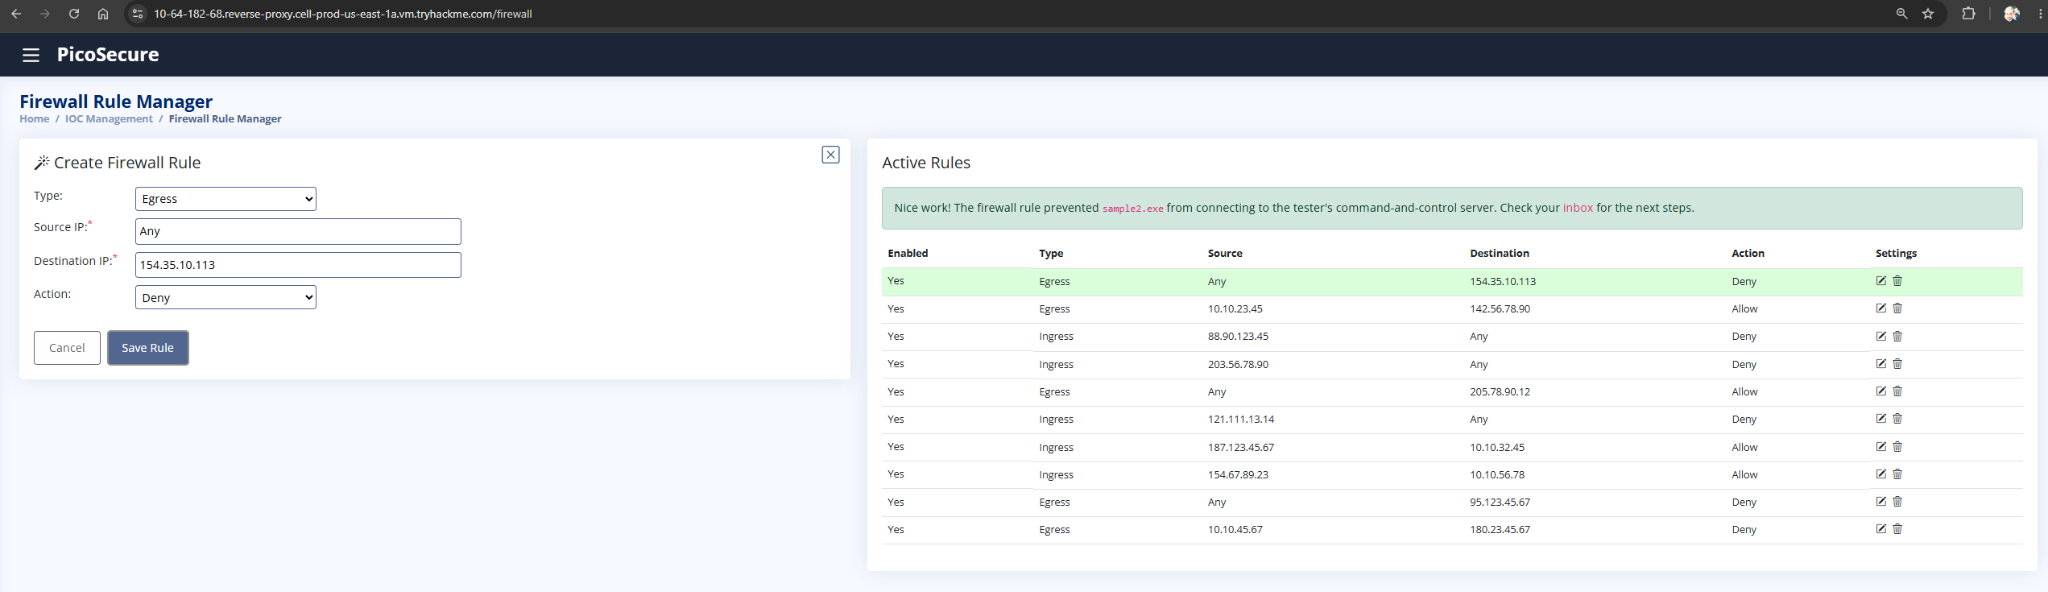 10-64-182-68.reverse-proxy.cell-prod-us-east-1a.vm.tryhackme.com/firewall
PicoSecure
Firewall Rule Manager
Home / IOC Management / Firewall Rule Manager
Create Firewall Rule
Type: Egress
Source IP:* Any
Destination IP:* 154.35.10.113
Action: Deny
Cancel Save Rule
Active Rules
Nice work! The firewall rule prevented sample2.exe from connecting to the tester's command-and-control server. Check your inbox for the next steps.
Enabled Type Source Destination Action Settings
Yes Egress Any 154.35.10.113 Deny
Yes Egress 10.10.23.45 142.56.78.90 Allow
Yes Ingress 88.90.123.45 Any Deny
Yes Ingress 203.56.78.90 Any Deny
Yes Egress Any 205.78.90.12 Allow
Yes Ingress 121.111.13.14 Any Deny
Yes Ingress 187.123.45.67 10.10.32.45 Allow
Yes Ingress 154.67.89.23 10.10.56.78 Allow
Yes Egress Any 95.123.45.67 Deny
Yes Egress 10.10.45.67 180.23.45.67 Deny